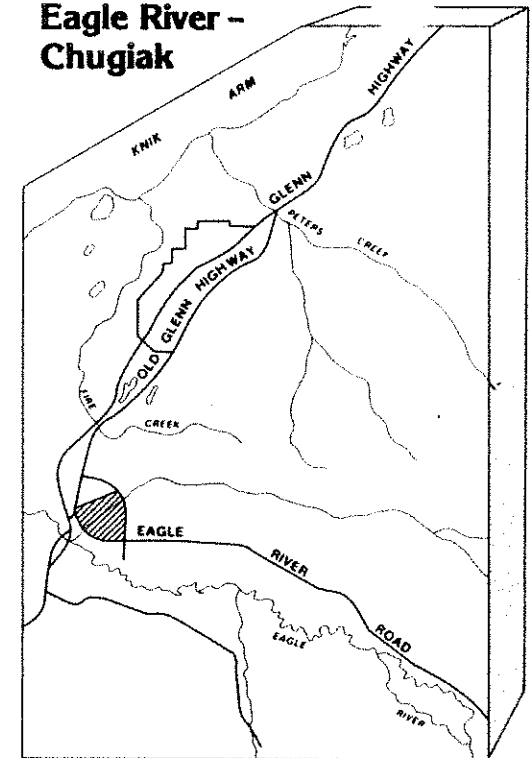 Eagle River –
Chugiak
KNIK ARM
GLENN HIGHWAY
PETERS CREEK
OLD GLENN HIGHWAY
FIRE CREEK
EAGLE RIVER ROAD
EAGLE RIVER